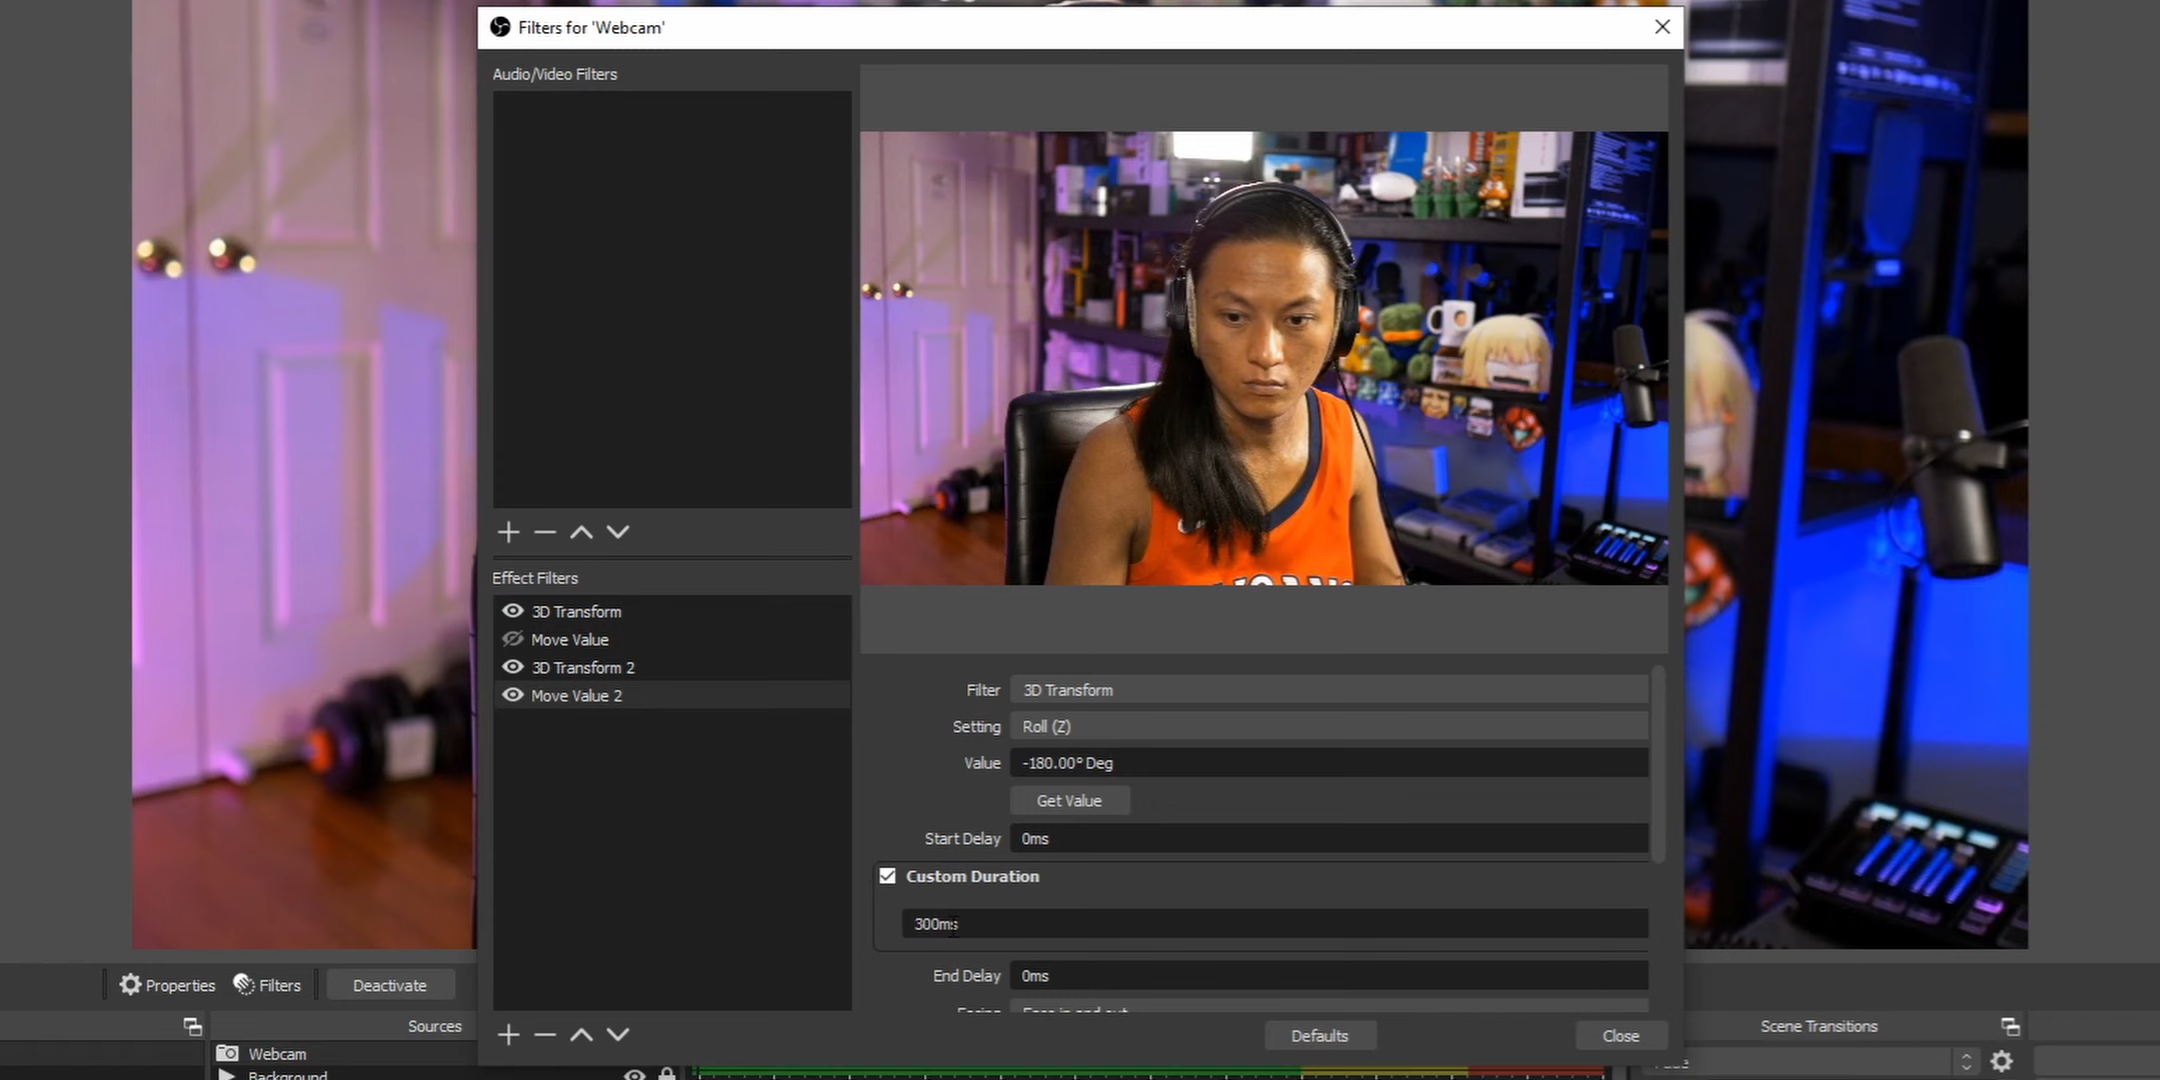 Filters for 'Webcam'
Audio/Video Filters
Effect Filters
3D Transform
Move Value
3D Transform 2
Move Value 2
Filter 3D Transform
Setting Roll (Z)
Value -180.00° Deg
Get Value
Start Delay 0ms
Custom Duration
300ms
End Delay 0ms
Defaults
Close
Properties
Filters
Deactivate
Sources
Scene Transitions
Webcam
Background